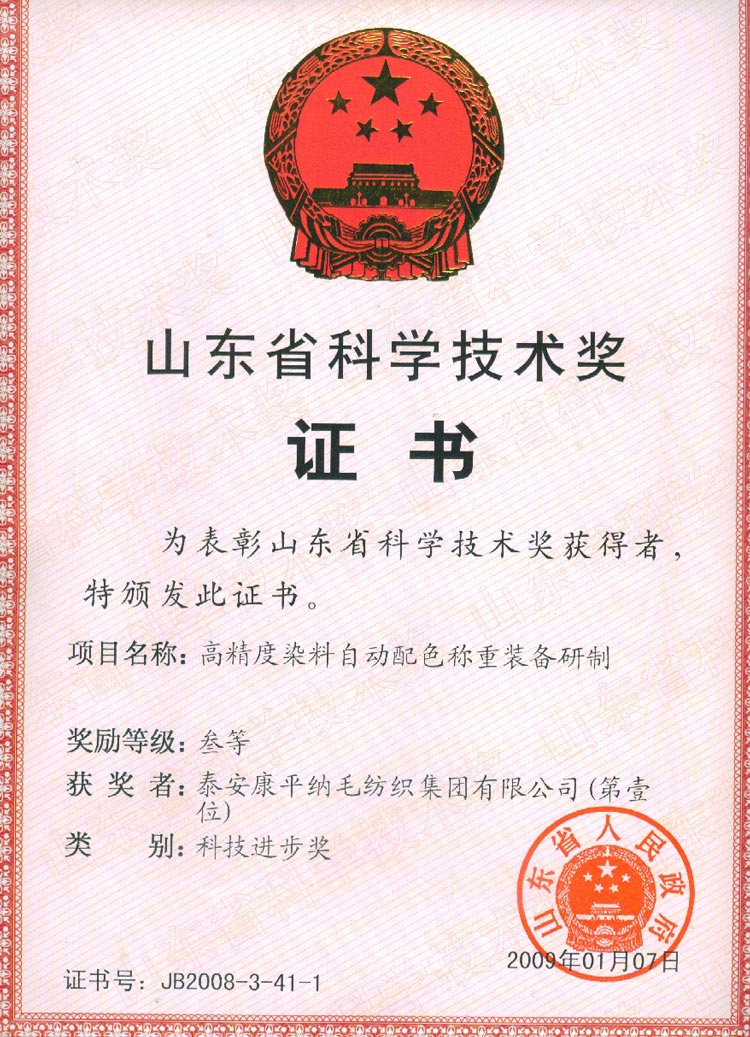 山东省科学技术奖
证书
为表彰山东省科学技术奖获得者，
特颁发此证书。
项目名称：高精度染料自动配色称重装备研制
奖励等级：叁等
获奖者：泰安康平纳毛纺织集团有限公司(第壹
位)
类别：科技进步奖
山东省人民政府
2009年01月07日
证书号：JB2008-3-41-1